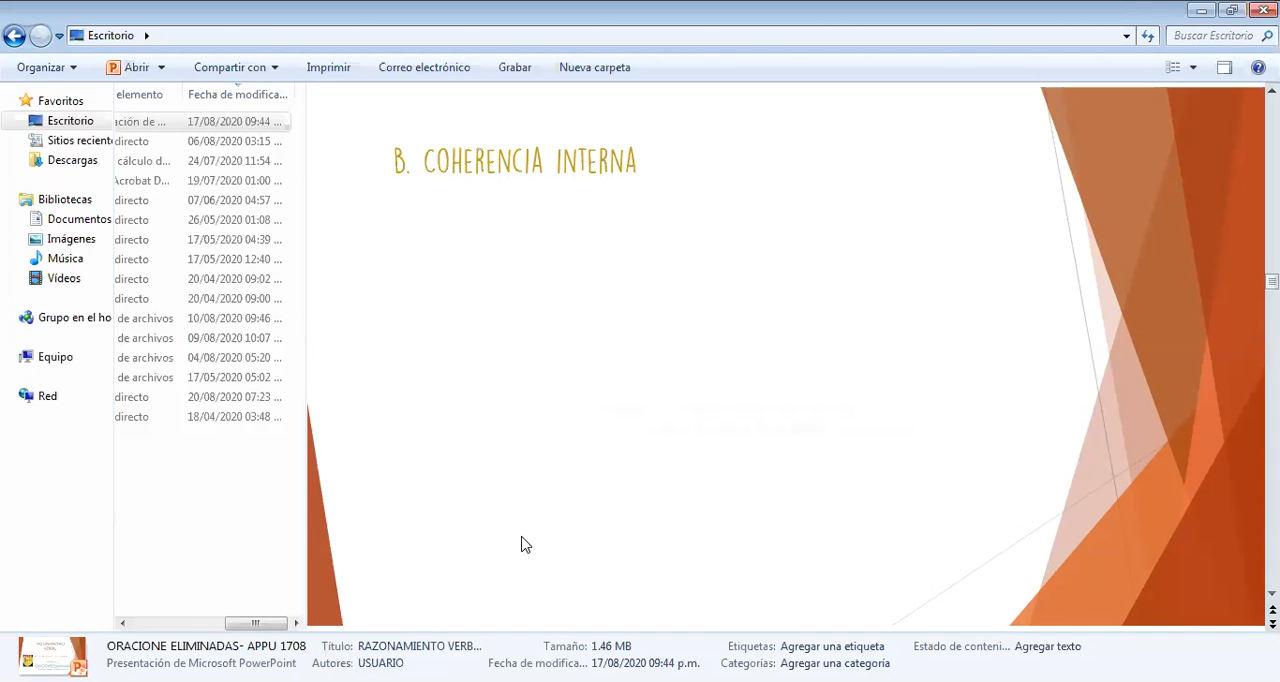 Escritorio
Buscar Escritorio
Organizar Abrir Compartir con Imprimir Correo electrónico Grabar Nueva carpeta
Favoritos
Escritorio
Sitios recient
Descargas
Bibliotecas
Documentos
Imágenes
Música
Vídeos
Grupo en el ho
Equipo
Red
elemento Fecha de modifica...
ación de ... 17/08/2020 09:44 ...
directo 06/08/2020 03:15 ...
cálculo d... 24/07/2020 11:54 ...
Acrobat D... 19/07/2020 01:00 ...
directo 07/06/2020 04:57 ...
directo 26/05/2020 01:08 ...
directo 17/05/2020 04:39 ...
directo 17/05/2020 12:40 ...
directo 20/04/2020 09:02 ...
directo 20/04/2020 09:00 ...
de archivos 10/08/2020 09:46 ...
de archivos 09/08/2020 10:07 ...
de archivos 04/08/2020 05:20 ...
de archivos 17/05/2020 05:02 ...
directo 20/08/2020 07:23 ...
directo 18/04/2020 03:48 ...
B. COHERENCIA INTERNA
ORACIONE ELIMINADAS- APPU 1708 Título: RAZONAMIENTO VERB... Tamaño: 1.46 MB Etiquetas: Agregar una etiqueta Estado de conteni... Agregar texto
Presentación de Microsoft PowerPoint Autores: USUARIO Fecha de modifica... 17/08/2020 09:44 p.m. Categorías: Agregar una categoría